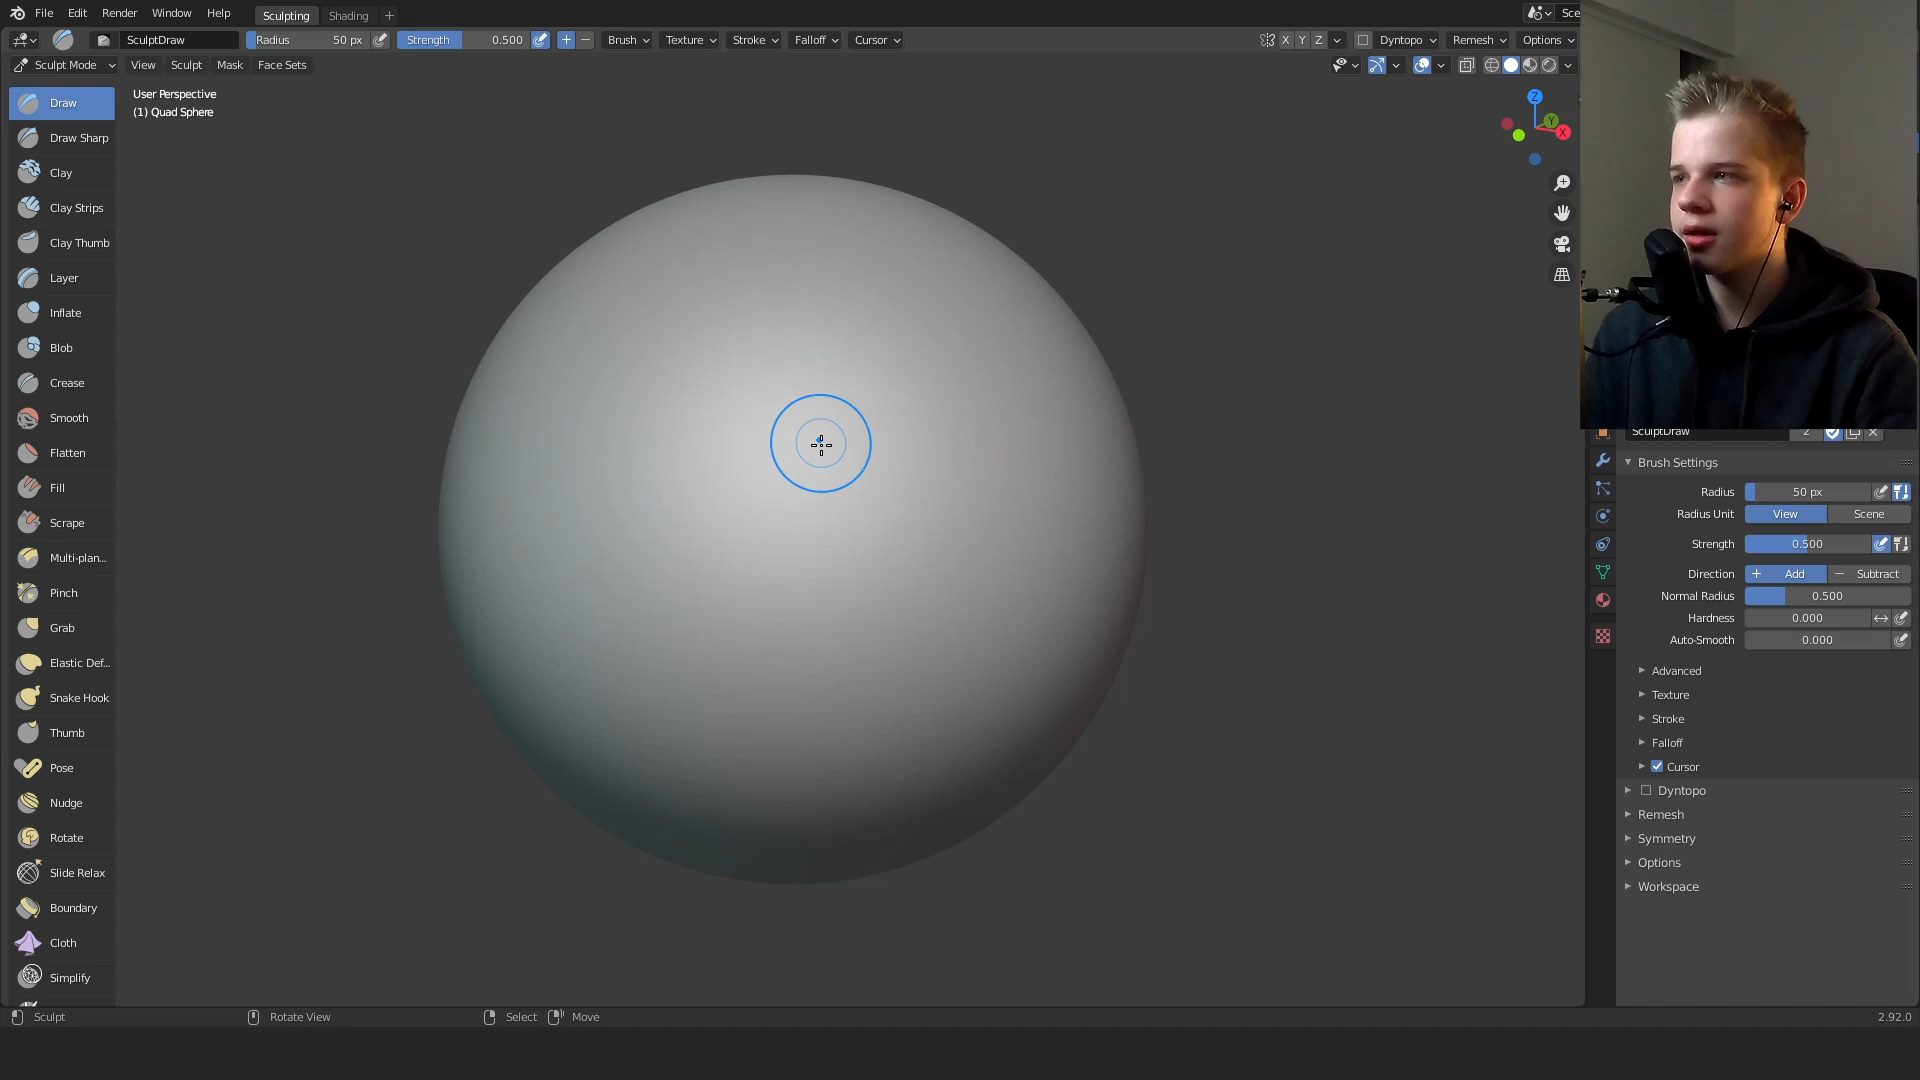 File Edit Render Window Help Sculpting Shading + Sce
SculptDraw Radius 50 px Strength 0.500 + − Brush Texture Stroke Falloff Cursor X Y Z Dyntopo Remesh Options
Sculpt Mode View Sculpt Mask Face Sets
User Perspective
(1) Quad Sphere
Z
Y
X
Draw
Draw Sharp
Clay
Clay Strips
Clay Thumb
Layer
Inflate
Blob
Crease
Smooth
Flatten
Fill
Scrape
Multi-plan...
Pinch
Grab
Elastic Def...
Snake Hook
Thumb
Pose
Nudge
Rotate
Slide Relax
Boundary
Cloth
Simplify
SculptDraw 2
Brush Settings
Radius 50 px
Radius Unit View Scene
Strength 0.500
Direction + Add − Subtract
Normal Radius 0.500
Hardness 0.000
Auto-Smooth 0.000
Advanced
Texture
Stroke
Falloff
Cursor
Dyntopo
Remesh
Symmetry
Options
Workspace
Sculpt Rotate View Select Move 2.92.0